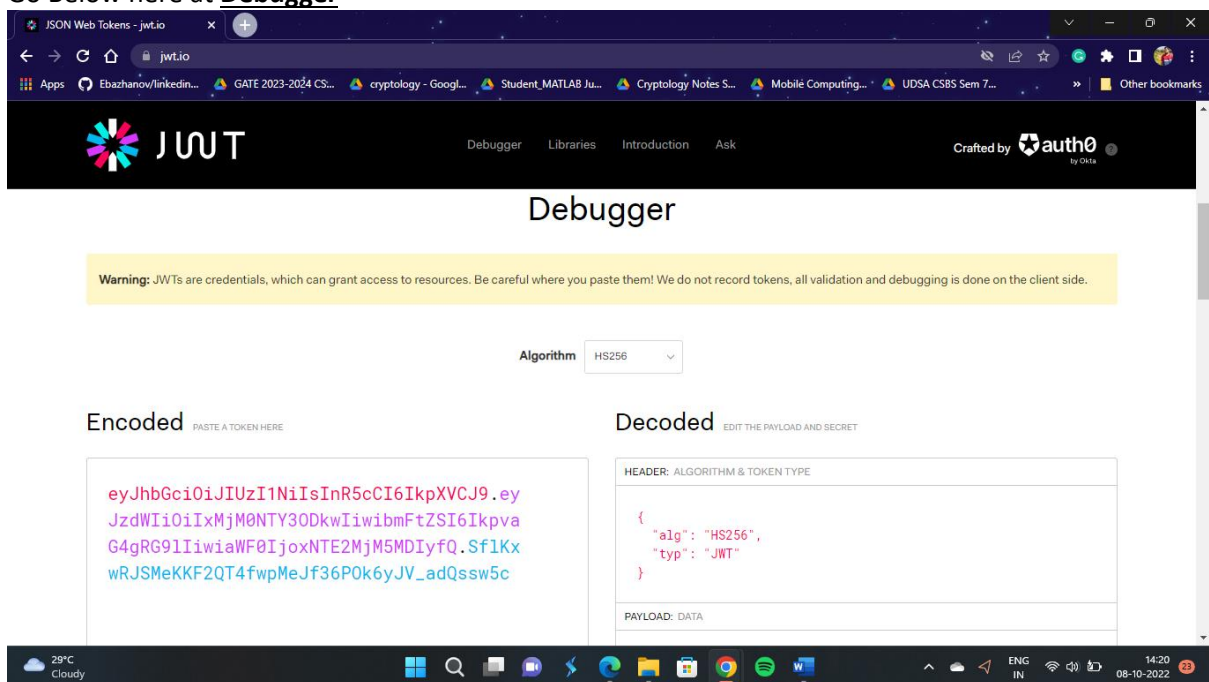 Go Below here at Debugger
JSON Web Tokens - jwt.io
jwt.io
Apps
Ebazhanov/linkedin...
GATE 2023-2024 CS:...
cryptology - Googl...
Student_MATLAB Ju...
Cryptology Notes S...
Mobile Computing...
UDSA CSBS Sem 7...
»
Other bookmarks
JWT
Debugger
Libraries
Introduction
Ask
Crafted by auth0
by Okta
Debugger
Warning: JWTs are credentials, which can grant access to resources. Be careful where you paste them! We do not record tokens, all validation and debugging is done on the client side.
Algorithm HS256
Encoded PASTE A TOKEN HERE
eyJhbGciOiJIUzI1NiIsInR5cCI6IkpXVCJ9.ey
JzdWIiOiIxMjM0NTY3ODkwIiwibmFtZSI6Ikpva
G4gRG9lIiwiaWF0IjoxNTE2MjM5MDIyfQ.SflKx
wRJSMeKKF2QT4fwpMeJf36POk6yJV_adQssw5c
Decoded EDIT THE PAYLOAD AND SECRET
HEADER: ALGORITHM & TOKEN TYPE
{
"alg": "HS256",
"typ": "JWT"
}
PAYLOAD: DATA
29°C
Cloudy
ENG
IN
14:20
08-10-2022
23